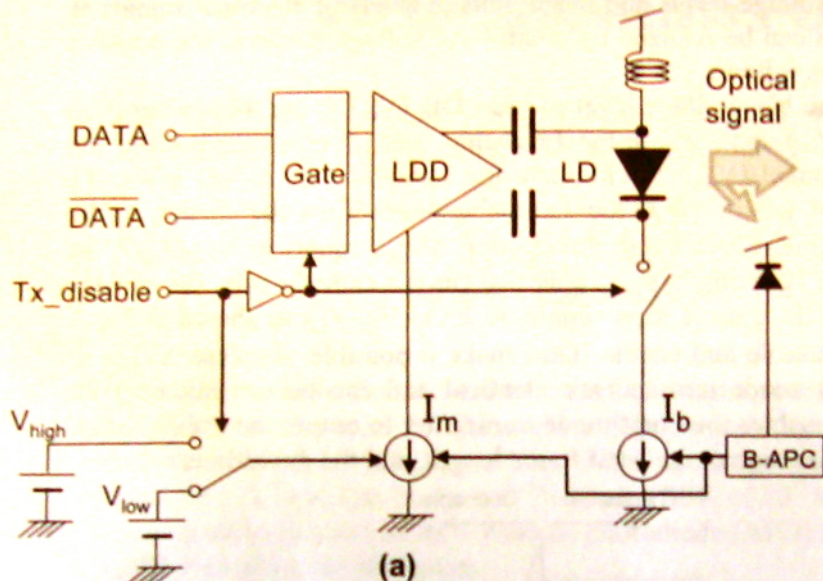 Optical
signal
DATA
DATA
Gate
LDD
LD
Tx_disable
Vhigh
Vlow
Im
Ib
B-APC
(a)